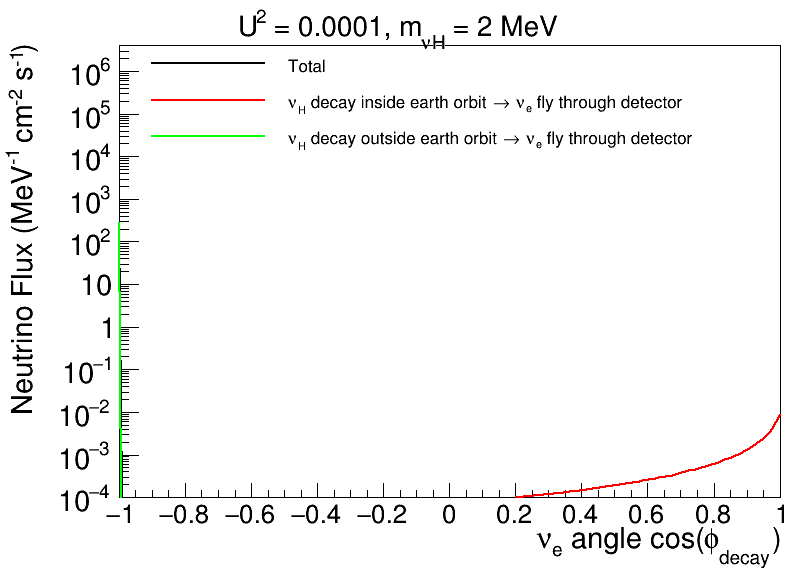 U² = 0.0001, m_νH = 2 MeV
Neutrino Flux (MeV⁻¹ cm⁻² s⁻¹)
Total
ν_H decay inside earth orbit → ν_e fly through detector
ν_H decay outside earth orbit → ν_e fly through detector
10⁶
10⁵
10⁴
10³
10²
10
1
10⁻¹
10⁻²
10⁻³
10⁻⁴
−1 −0.8 −0.6 −0.4 −0.2 0 0.2 0.4 0.6 0.8 1
ν_e angle cos(ϕ_decay)